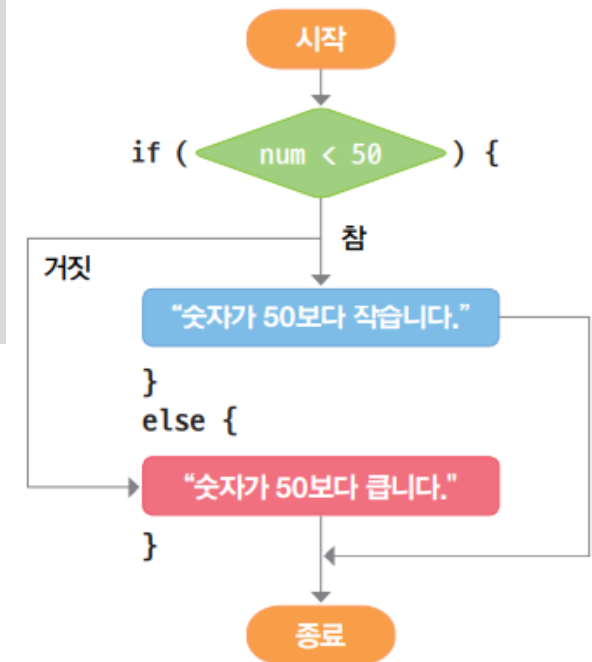 시작
if ( num < 50 ) {
참
거짓
“숫자가 50보다 작습니다.”
}
else {
“숫자가 50보다 큽니다."
}
종료